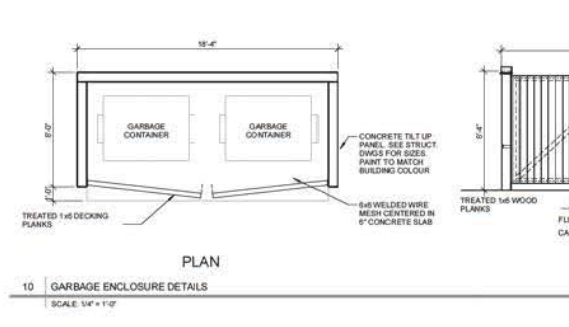 18'-4"
8'-0"
1'-0"
GARBAGE
CONTAINER
GARBAGE
CONTAINER
CONCRETE TILT UP
PANEL. SEE STRUCT.
DWGS FOR SIZES.
PAINT TO MATCH
BUILDING COLOUR
6x6 WELDED WIRE
MESH CENTERED IN
6" CONCRETE SLAB
TREATED 1x6 DECKING
PLANKS
TREATED 1x6 WOOD
PLANKS
PLAN
10 GARBAGE ENCLOSURE DETAILS
SCALE: 1/4" = 1'-0"